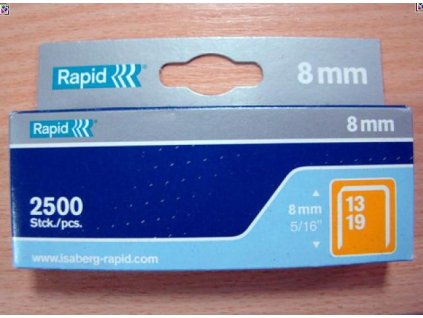 Rapid
8 mm
Rapid
8 mm
2500
Stck./pcs.
8 mm
5/16"
13
19
www.isaberg-rapid.com